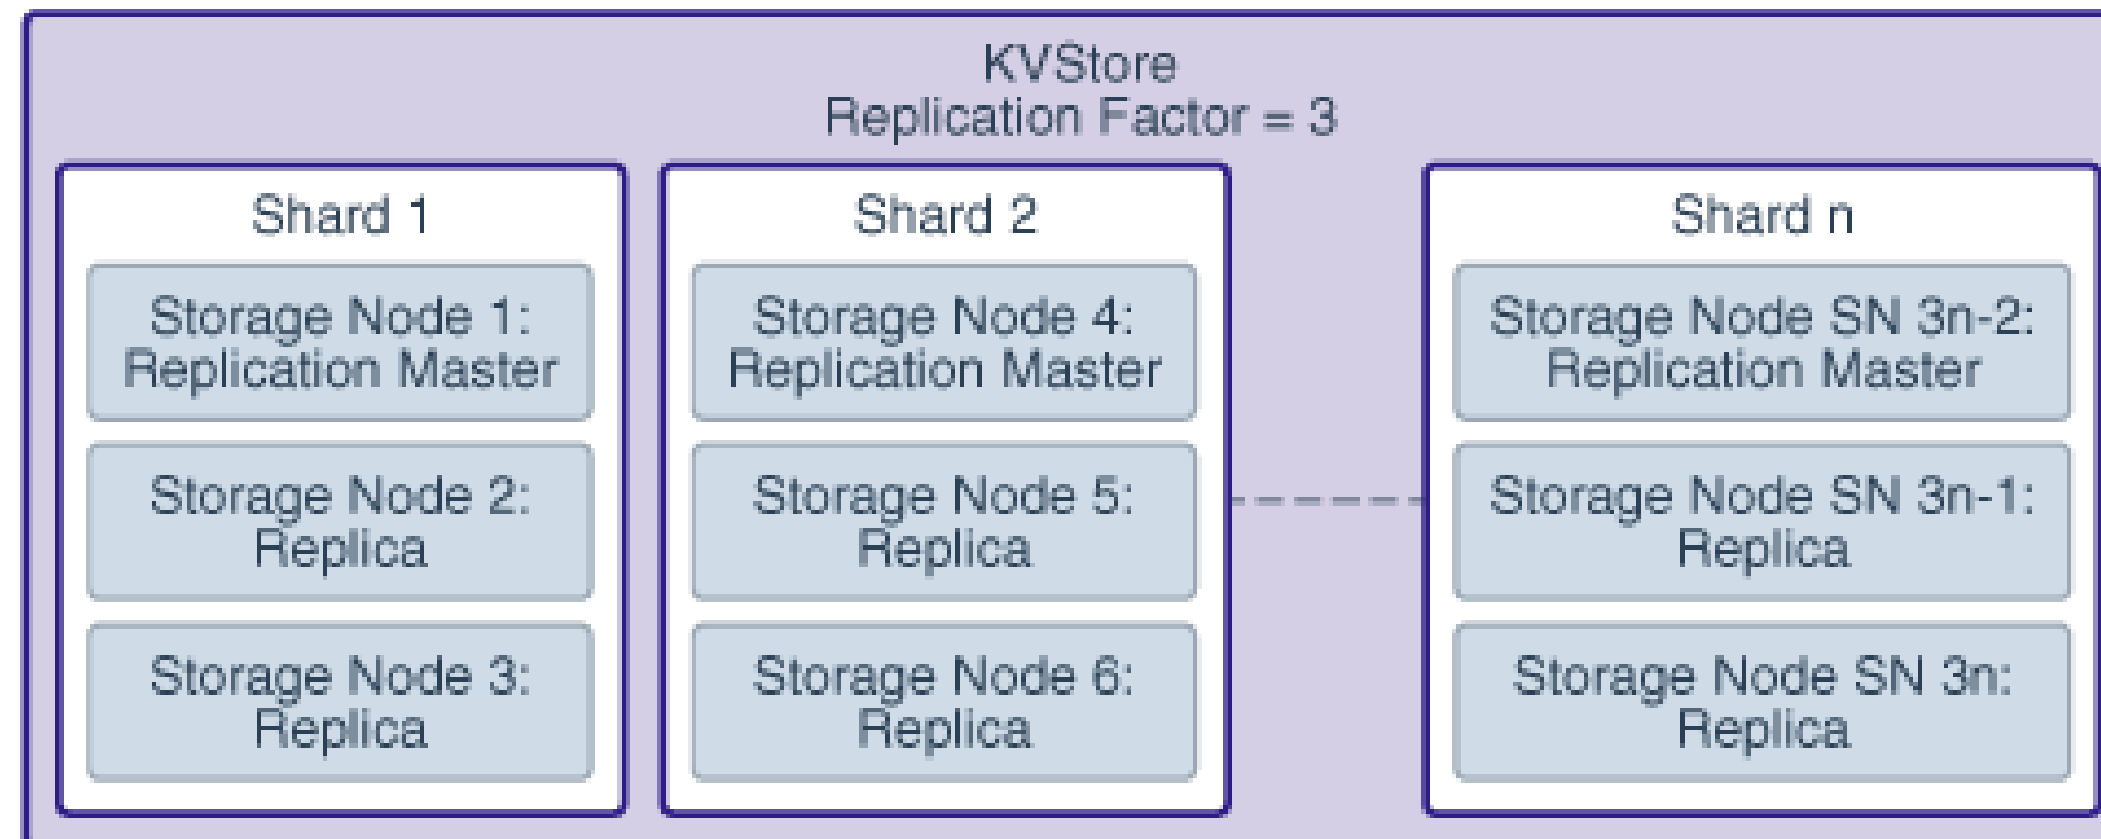 KVStore
Replication Factor = 3
Shard 1
Storage Node 1:
Replication Master
Storage Node 2:
Replica
Storage Node 3:
Replica
Shard 2
Storage Node 4:
Replication Master
Storage Node 5:
Replica
Storage Node 6:
Replica
Shard n
Storage Node SN 3n-2:
Replication Master
Storage Node SN 3n-1:
Replica
Storage Node SN 3n:
Replica